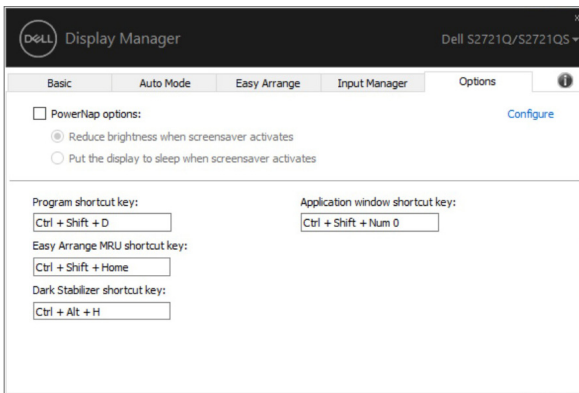 DELL Display Manager
Dell S2721Q/S2721QS
Basic Auto Mode Easy Arrange Input Manager Options
PowerNap options: Configure
Reduce brightness when screensaver activates
Put the display to sleep when screensaver activates
Program shortcut key: Application window shortcut key:
Ctrl + Shift + D Ctrl + Shift + Num 0
Easy Arrange MRU shortcut key:
Ctrl + Shift + Home
Dark Stabilizer shortcut key:
Ctrl + Alt + H